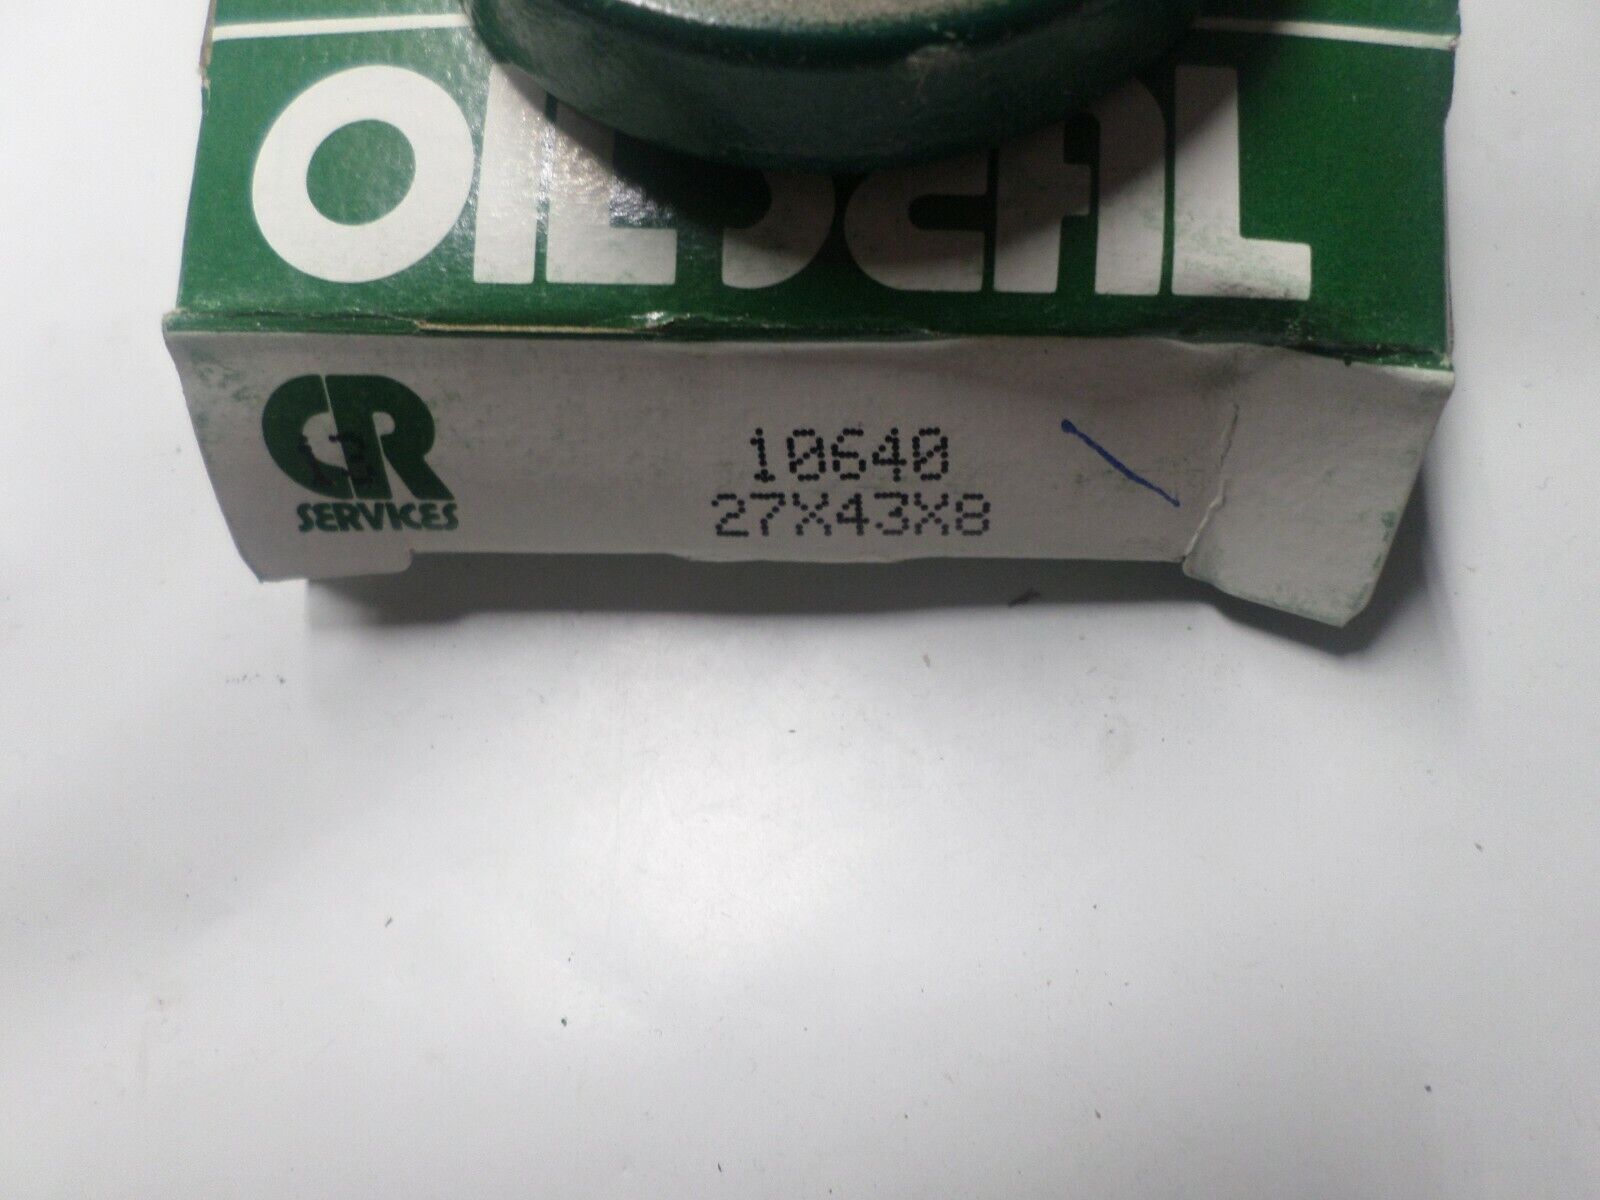 OIL SEAL
CR
SERVICES
10640
27X43X8